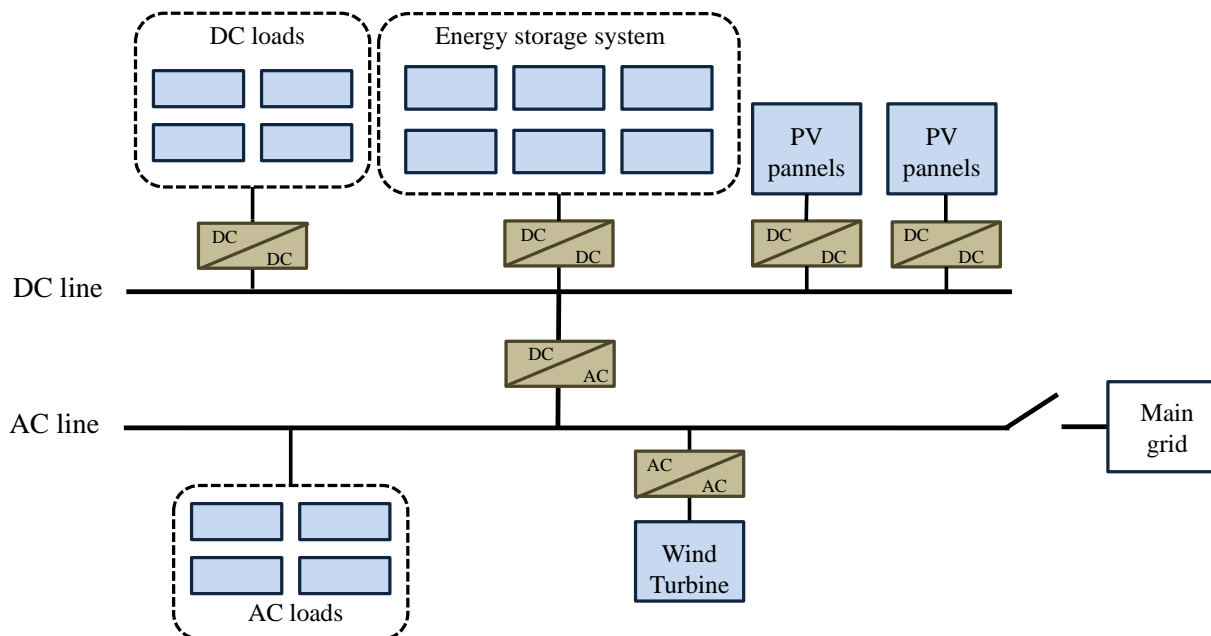 DC loads
Energy storage system
PV
pannels
PV
pannels
DC
DC
DC
DC
DC
DC
DC
DC
DC line
DC
AC
AC line
Main
grid
AC
AC
Wind
Turbine
AC loads